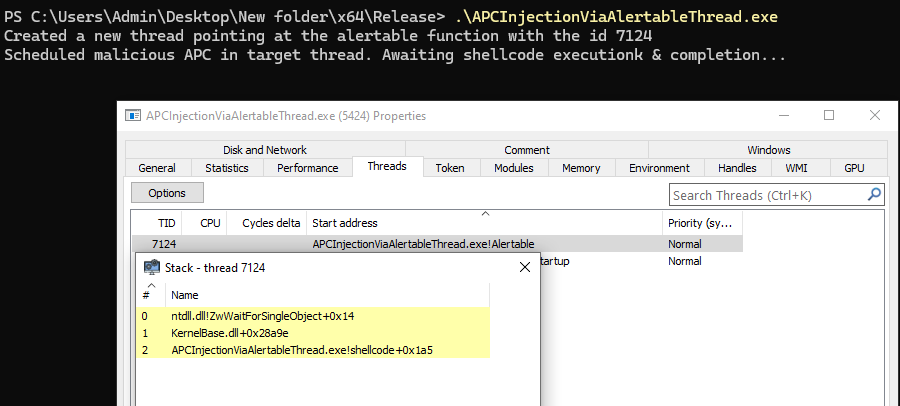 PS C:\Users\Admin\Desktop\New folder\x64\Release> .\APCInjectionViaAlertableThread.exe
Created a new thread pointing at the alertable function with the id 7124
Scheduled malicious APC in target thread. Awaiting shellcode executionk & completion...
APCInjectionViaAlertableThread.exe (5424) Properties
Disk and Network Comment Windows
General Statistics Performance Threads Token Modules Memory Environment Handles WMI GPU
Options Search Threads (Ctrl+K)
TID CPU Cycles delta Start address Priority (sy...
7124 APCInjectionViaAlertableThread.exe!Alertable Normal
tartup Normal
Stack - thread 7124
# Name
0 ntdll.dll!ZwWaitForSingleObject+0x14
1 KernelBase.dll+0x28a9e
2 APCInjectionViaAlertableThread.exe!shellcode+0x1a5